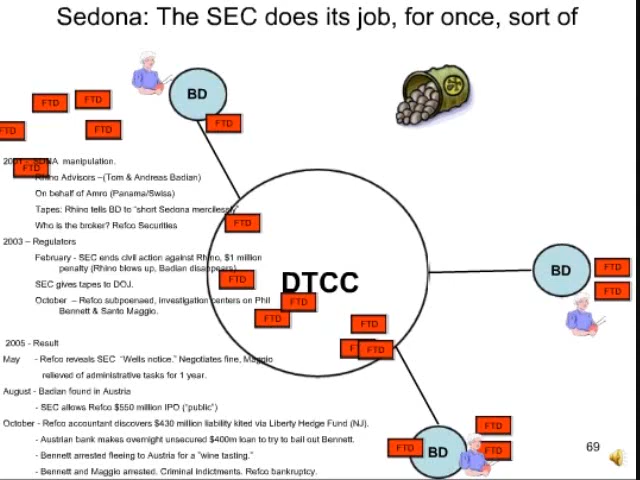 Sedona: The SEC does its job, for once, sort of
BD
FTD
FTD
FTD
FTD
FTD
FTD
2001 - SDNA manipulation.
Rhino Advisors –(Tom & Andreas Badian)
On behalf of Amro (Panama/Swiss)
Tapes: Rhino tells BD to "short Sedona mercilessly"
Who is the broker? Refco Securities
FTD
2003 – Regulators
February - SEC ends civil action against Rhino, $1 million
penalty (Rhino blows up, Badian disappears).
SEC gives tapes to DOJ.
October – Refco subpoenaed, investigation centers on Phil
Bennett & Santo Maggio.
FTD
DTCC
FTD
FTD
FTD
FTD
BD
FTD
FTD
2005 - Result
May - Refco reveals SEC "Wells notice." Negotiates fine, Maggio
relieved of administrative tasks for 1 year.
August - Badian found in Austria
- SEC allows Refco $550 million IPO ("public")
October - Refco accountant discovers $430 million liability kited via Liberty Hedge Fund (NJ).
- Austrian bank makes overnight unsecured $400m loan to try to bail out Bennett.
- Bennett arrested fleeing to Austria for a "wine tasting."
- Bennett and Maggio arrested. Criminal indictments. Refco bankruptcy.
FTD
BD
FTD
FTD
69